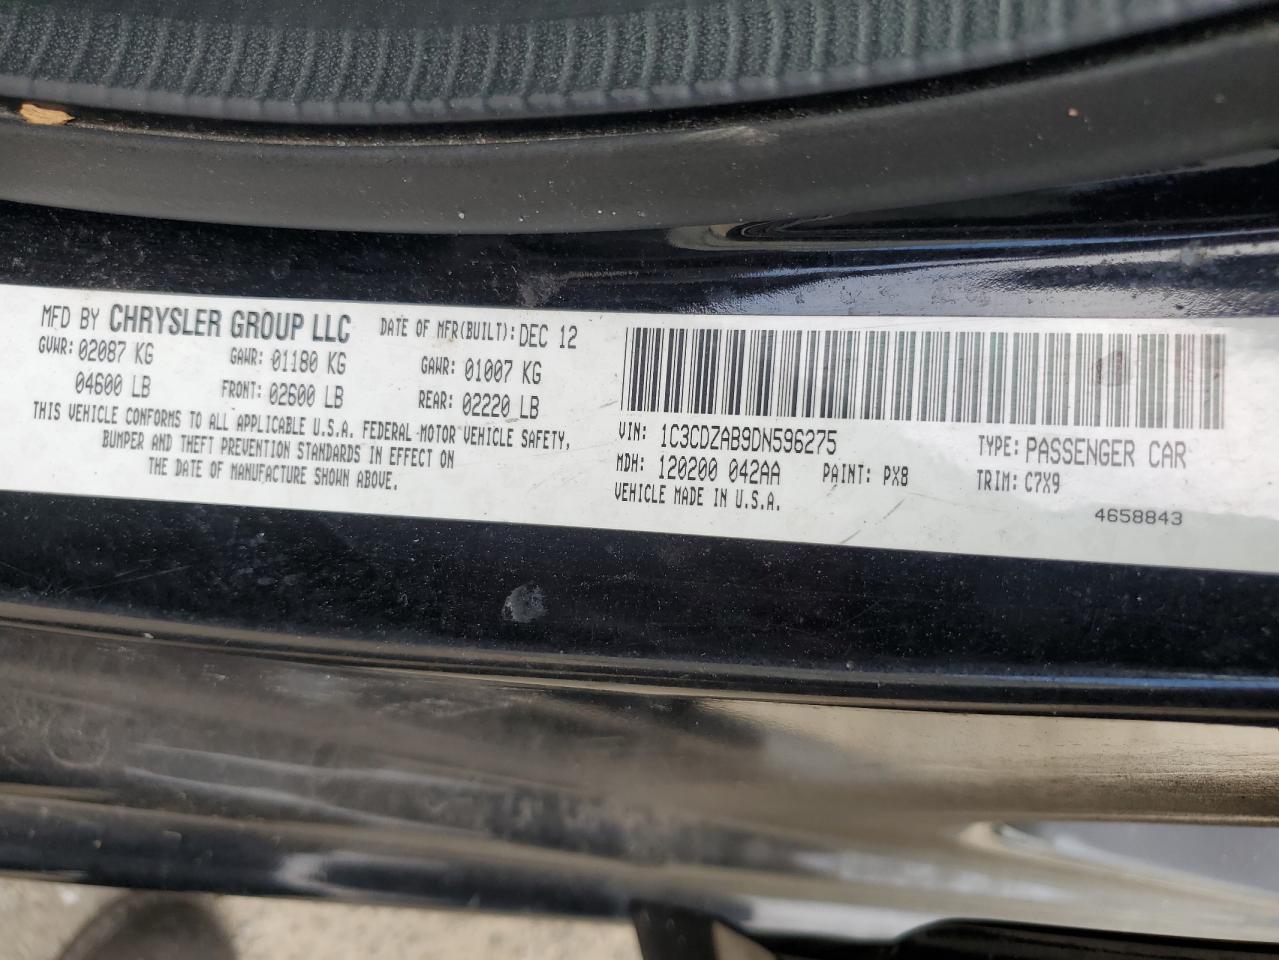 MFD BY CHRYSLER GROUP LLC DATE OF MFR(BUILT): DEC 12
GVWR: 02087 KG GAWR: 01180 KG GAWR: 01007 KG
04600 LB FRONT: 02600 LB REAR: 02220 LB
THIS VEHICLE CONFORMS TO ALL APPLICABLE U.S.A. FEDERAL MOTOR VEHICLE SAFETY,
BUMPER AND THEFT PREVENTION STANDARDS IN EFFECT ON
THE DATE OF MANUFACTURE SHOWN ABOVE.
VIN: 1C3CDZAB9DN596275 TYPE: PASSENGER CAR
MDH: 120200 042AA PAINT: PX8 TRIM: C7X9
VEHICLE MADE IN U.S.A.
4658843